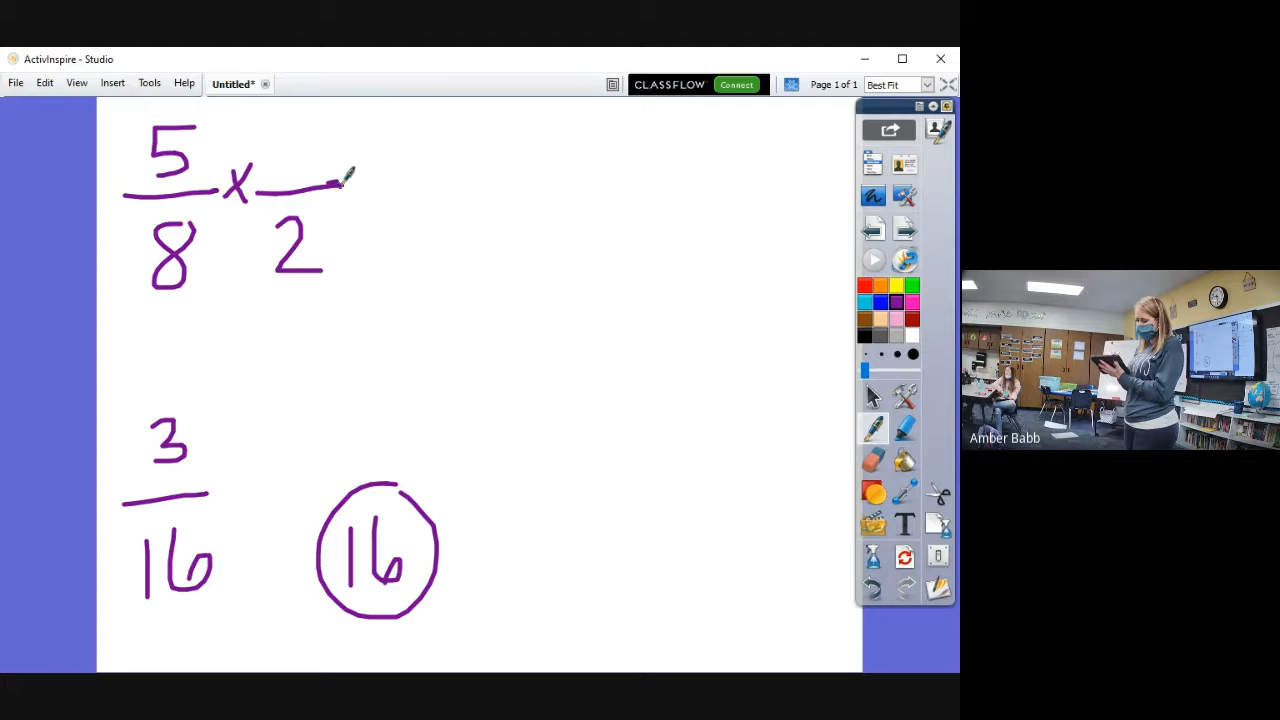 ActivInspire - Studio
File Edit View Insert Tools Help Untitled* CLASSFLOW Connect Page 1 of 1 Best Fit
5
8
x
2
3
16
16
T
Amber Babb